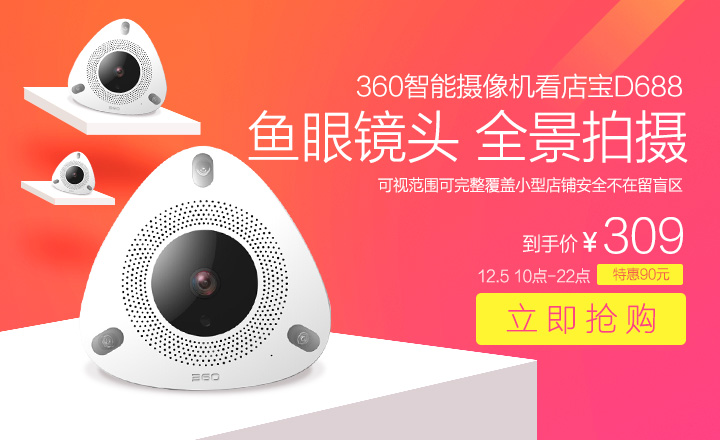 360智能摄像机看店宝D688
鱼眼镜头 全景拍摄
可视范围可完整覆盖小型店铺安全不在留盲区
到手价¥309
12.5 10点-22点 特惠90元
立即抢购
360